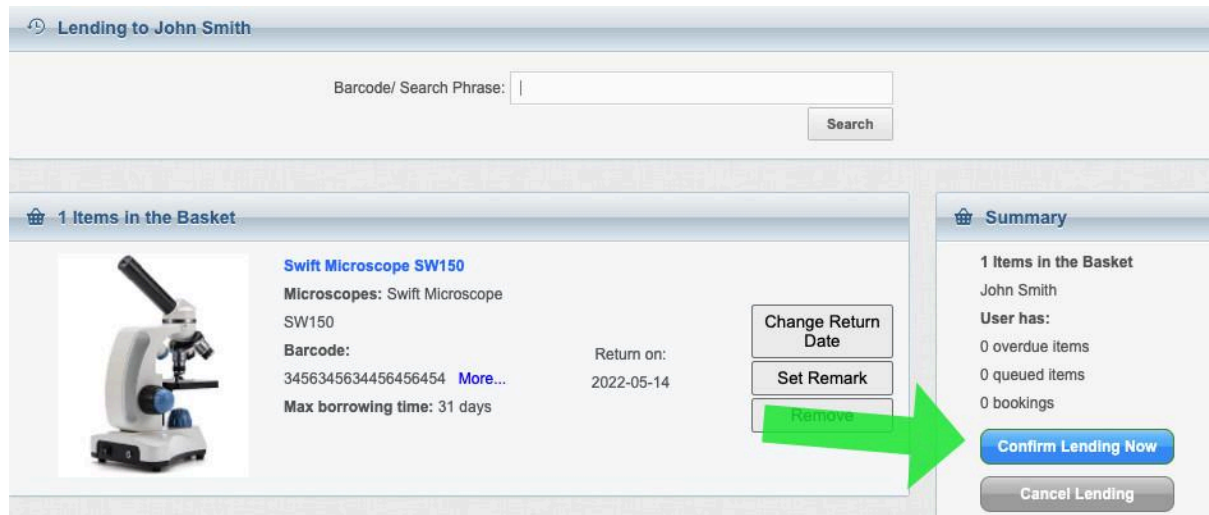 Lending to John Smith
Barcode/ Search Phrase:
Search
1 Items in the Basket
Swift Microscope SW150
Microscopes: Swift Microscope
SW150
Barcode:
3456345634456456454 More...
Max borrowing time: 31 days
Return on:
2022-05-14
Change Return
Date
Set Remark
Remove
Summary
1 Items in the Basket
John Smith
User has:
0 overdue items
0 queued items
0 bookings
Confirm Lending Now
Cancel Lending